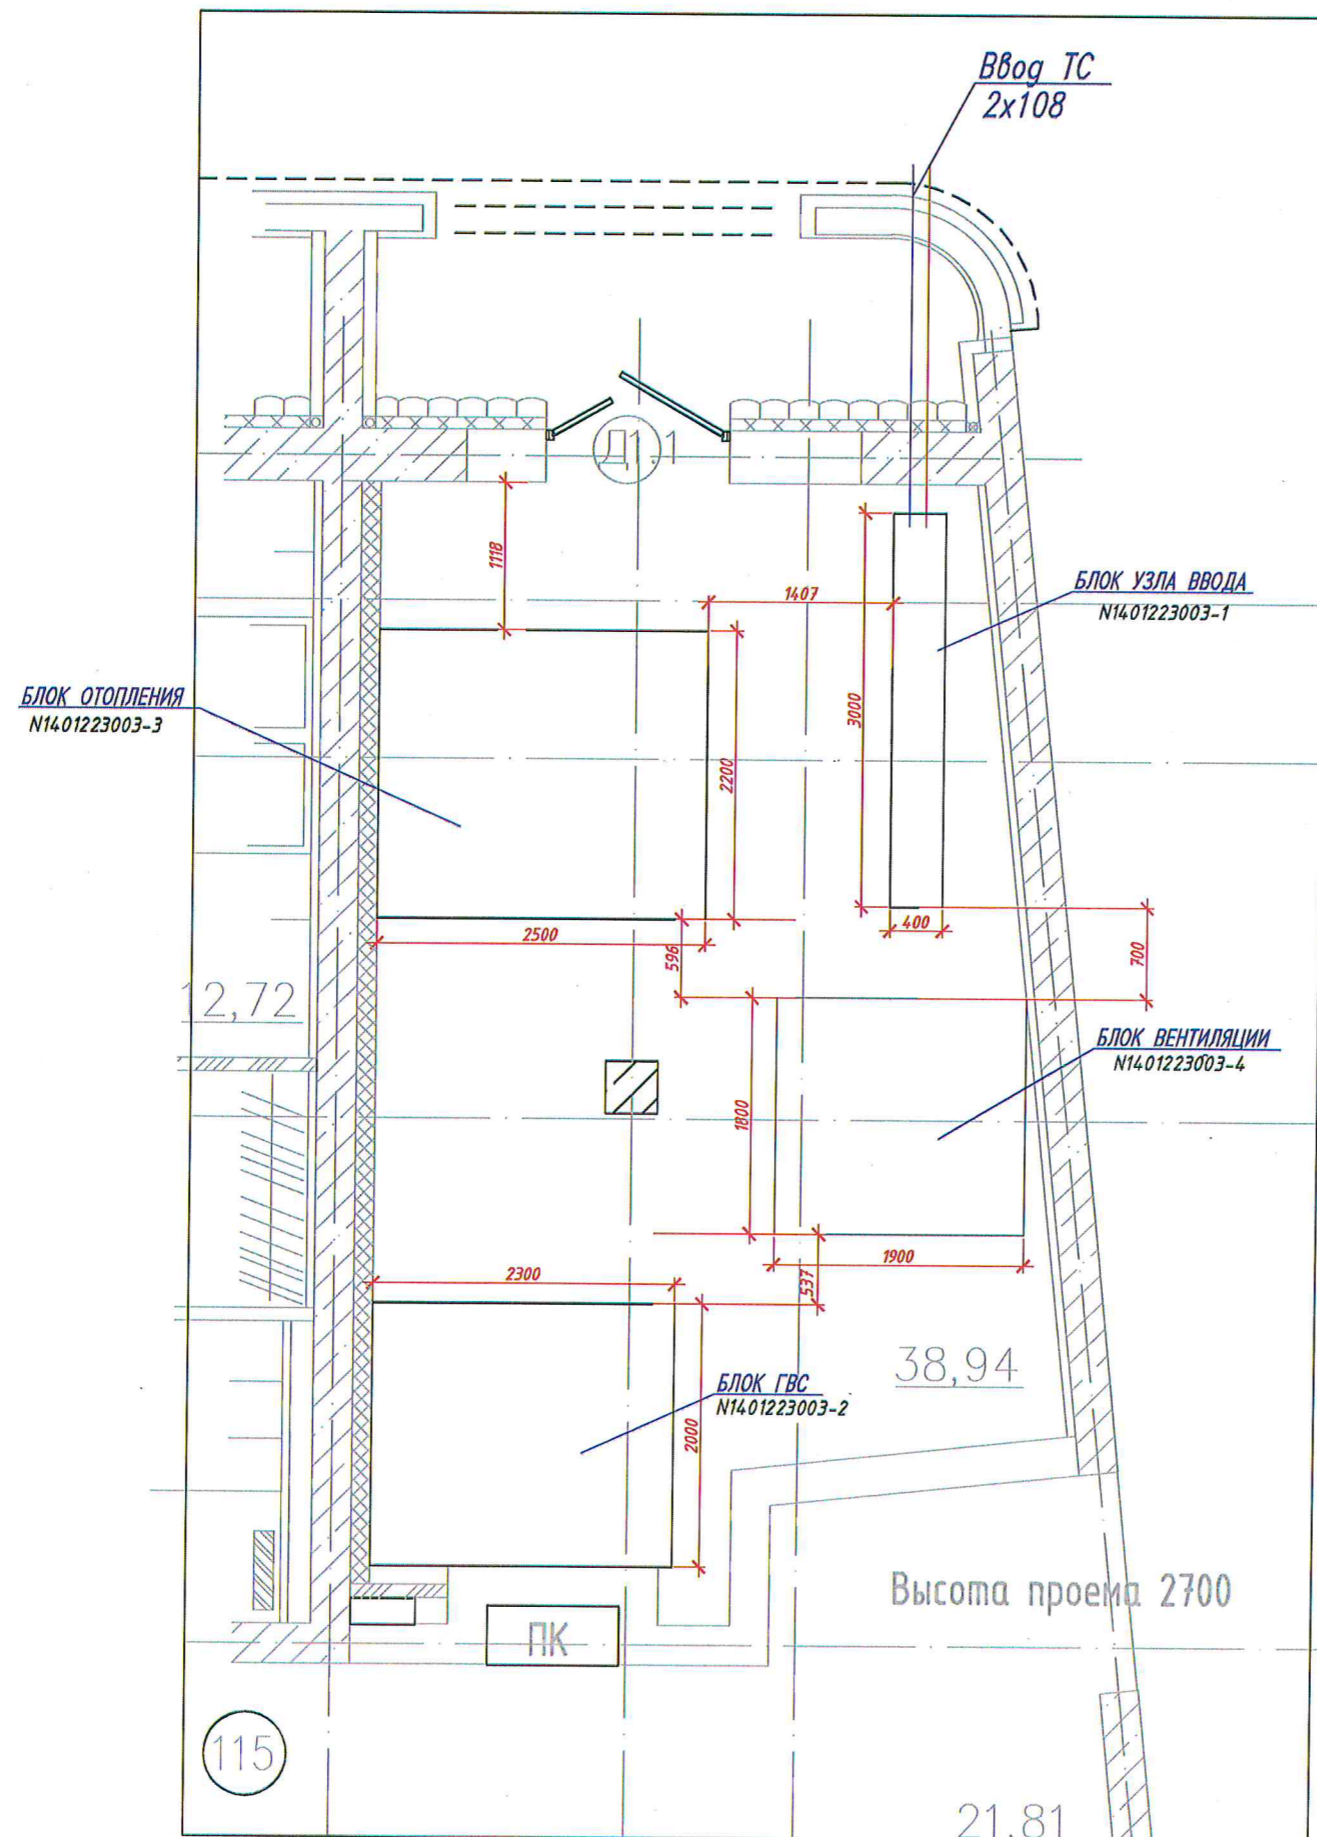 Ввод ТС
2х108
Д1.1
1118
1407
БЛОК УЗЛА ВВОДА
N1401223003-1
БЛОК ОТОПЛЕНИЯ
N1401223003-3
3000
2200
400
2500
596
700
12,72
БЛОК ВЕНТИЛЯЦИИ
N1401223003-4
1800
1900
537
2300
38,94
БЛОК ГВС
N1401223003-2
2000
Высота проема 2700
ПК
115
21,81